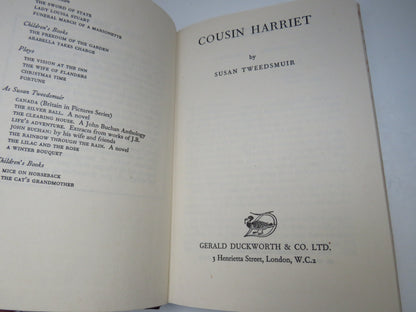 THE SWORD OF STATE
LADY LOUISA STUART
FUNERAL MARCH OF A MARIONETTE
Children's Books
THE FREEDOM OF THE GARDEN
ARABELLA TAKES CHARGE
Plays
THE VISION AT THE INN
THE WIFE OF FLANDERS
CHRISTMAS TIME
FORTUNE
As Susan Tweedsmuir
CANADA (Britain in Pictures Series)
THE SILVER BALL. A novel
THE CLEARING HOUSE. A John Buchan Anthology
LIFE'S ADVENTURE. Extracts from works of J.B.
JOHN BUCHAN: by his wife and friends
THE RAINBOW THROUGH THE RAIN. A novel
THE LILAC AND THE ROSE
A WINTER BOUQUET
Children's Books
MICE ON HORSEBACK
THE CAT'S GRANDMOTHER
COUSIN HARRIET
by
SUSAN TWEEDSMUIR
GERALD DUCKWORTH & CO. LTD.
3 Henrietta Street, London, W.C.2